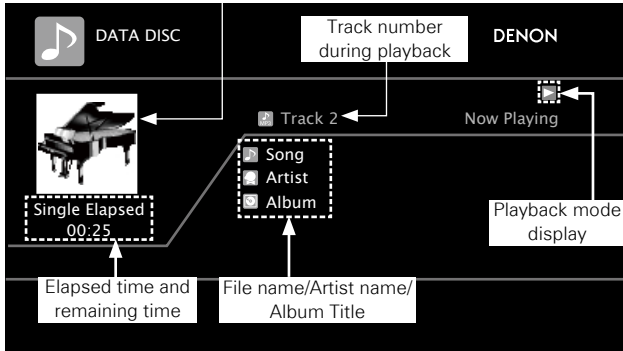 DATA DISC
Track number
during playback
DENON
Track 2
Now Playing
Song
Artist
Album
Single Elapsed
00:25
Playback mode
display
Elapsed time and
remaining time
File name/Artist name/
Album Title